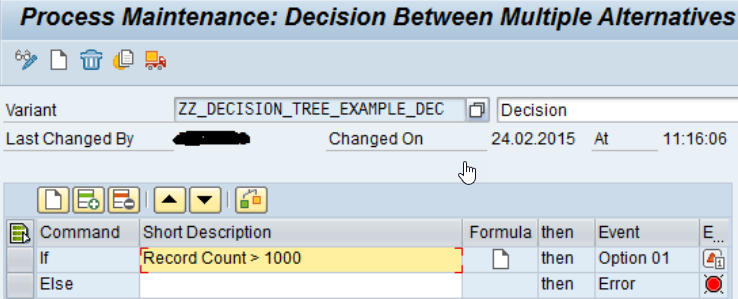 Process Maintenance: Decision Between Multiple Alternatives
Variant ZZ_DECISION_TREE_EXAMPLE_DEC Decision
Last Changed By Changed On 24.02.2015 At 11:16:06
Command Short Description Formula then Event E...
If Record Count > 1000 then Option 01
Else then Error